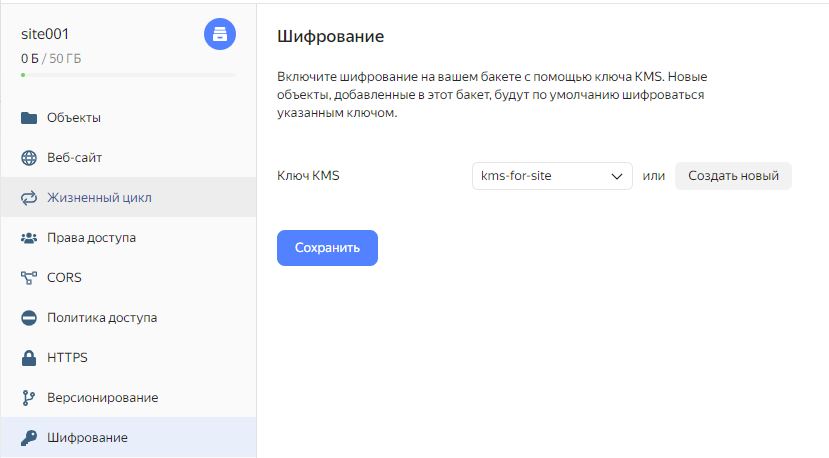 site001
0 Б / 50 ГБ
Объекты
Веб-сайт
Жизненный цикл
Права доступа
CORS
Политика доступа
HTTPS
Версионирование
Шифрование
Шифрование
Включите шифрование на вашем бакете с помощью ключа KMS. Новые
объекты, добавленные в этот бакет, будут по умолчанию шифроваться
указанным ключом.
Ключ KMS kms-for-site или Создать новый
Сохранить